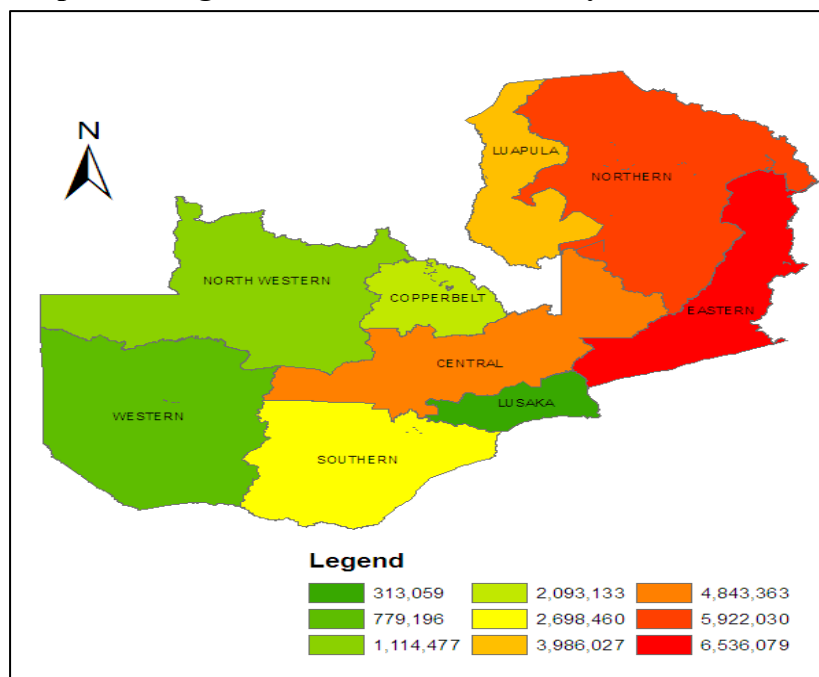 N
LUAPULA
NORTHERN
NORTH WESTERN
COPPERBELT
EASTERN
CENTRAL
WESTERN
LUSAKA
SOUTHERN
Legend
313,059 2,093,133 4,843,363
779,196 2,698,460 5,922,030
1,114,477 3,986,027 6,536,079